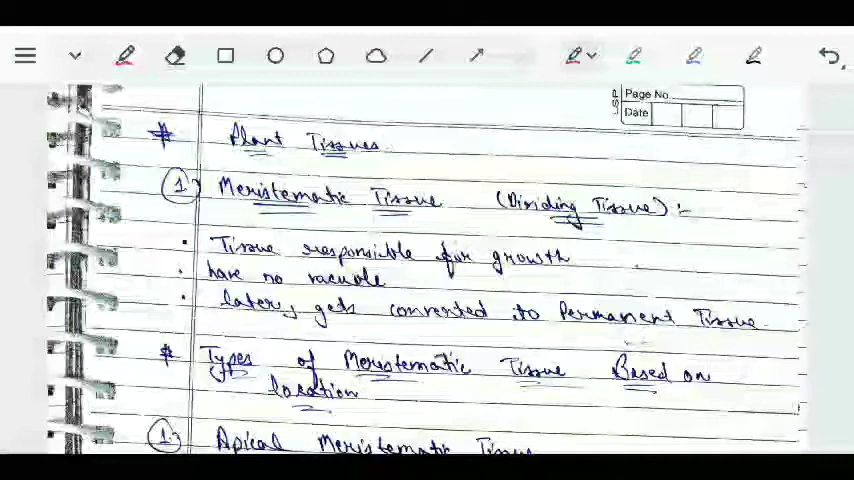 Page No.
Date
# Plant Tissues
1. Meristematic Tissue (Dividing Tissue) :-
• Tissue responsible for growth
• have no vacuole
• later, gets converted to Permanent Tissue
# Types of Meristematic Tissue Based on
location
1. Apical Meristematic Tissue